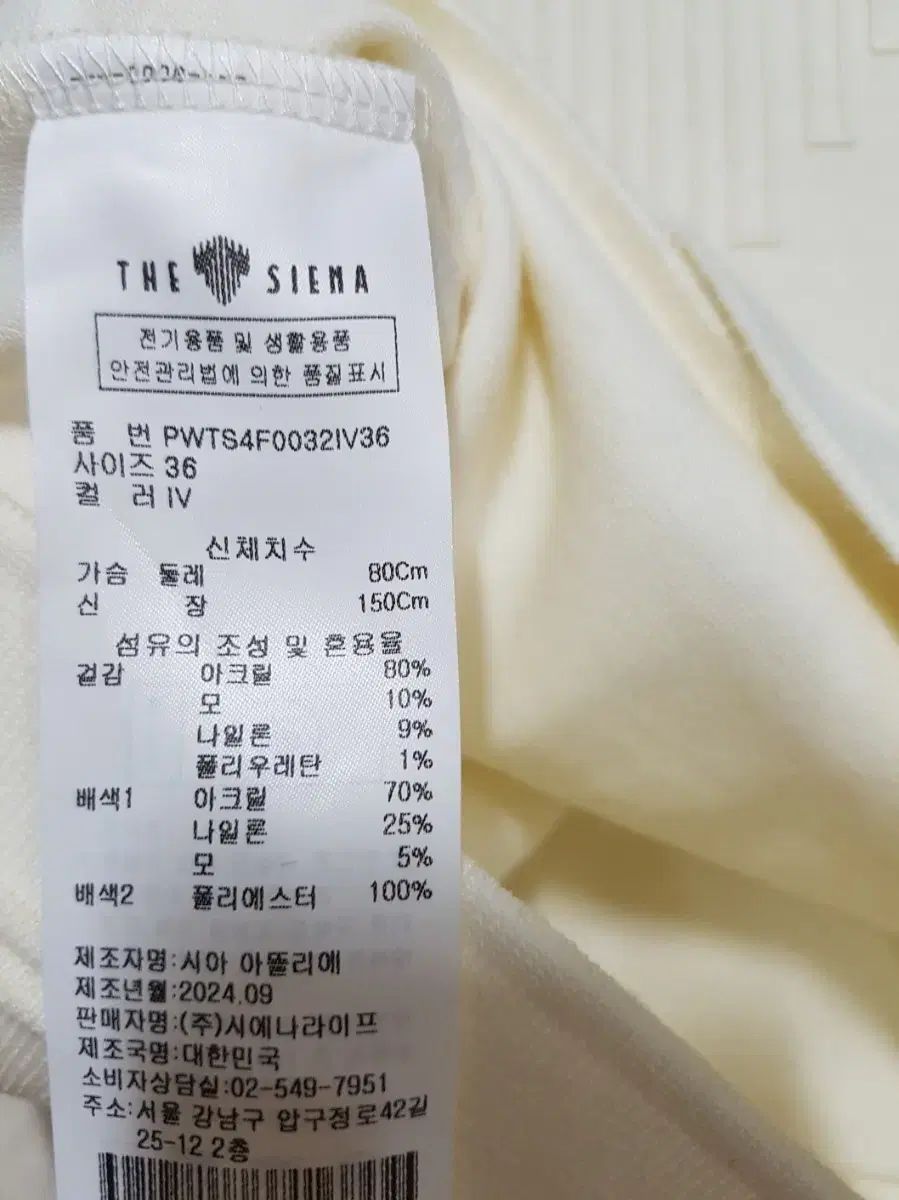 THE SIENA
전기용품 및 생활용품
안전관리법에 의한 품질표시
품 번 PWTS4F0032IV36
사이즈 36
컬 러 IV
신체치수
가슴 둘레 80Cm
신 장 150Cm
섬유의 조성 및 혼용율
겉감 아크릴 80%
모 10%
나일론 9%
폴리우레탄 1%
배색1 아크릴 70%
나일론 25%
모 5%
배색2 폴리에스터 100%
제조자명:시아 아뜰리에
제조년월:2024.09
판매자명:(주)시에나라이프
제조국명:대한민국
소비자상담실:02-549-7951
주소:서울 강남구 압구정로42길
25-12 2층